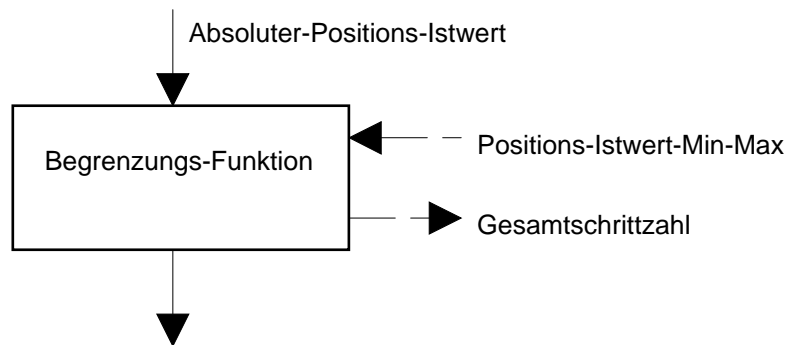 Absoluter-Positions-Istwert
Begrenzungs-Funktion
Positions-Istwert-Min-Max
Gesamtschrittzahl